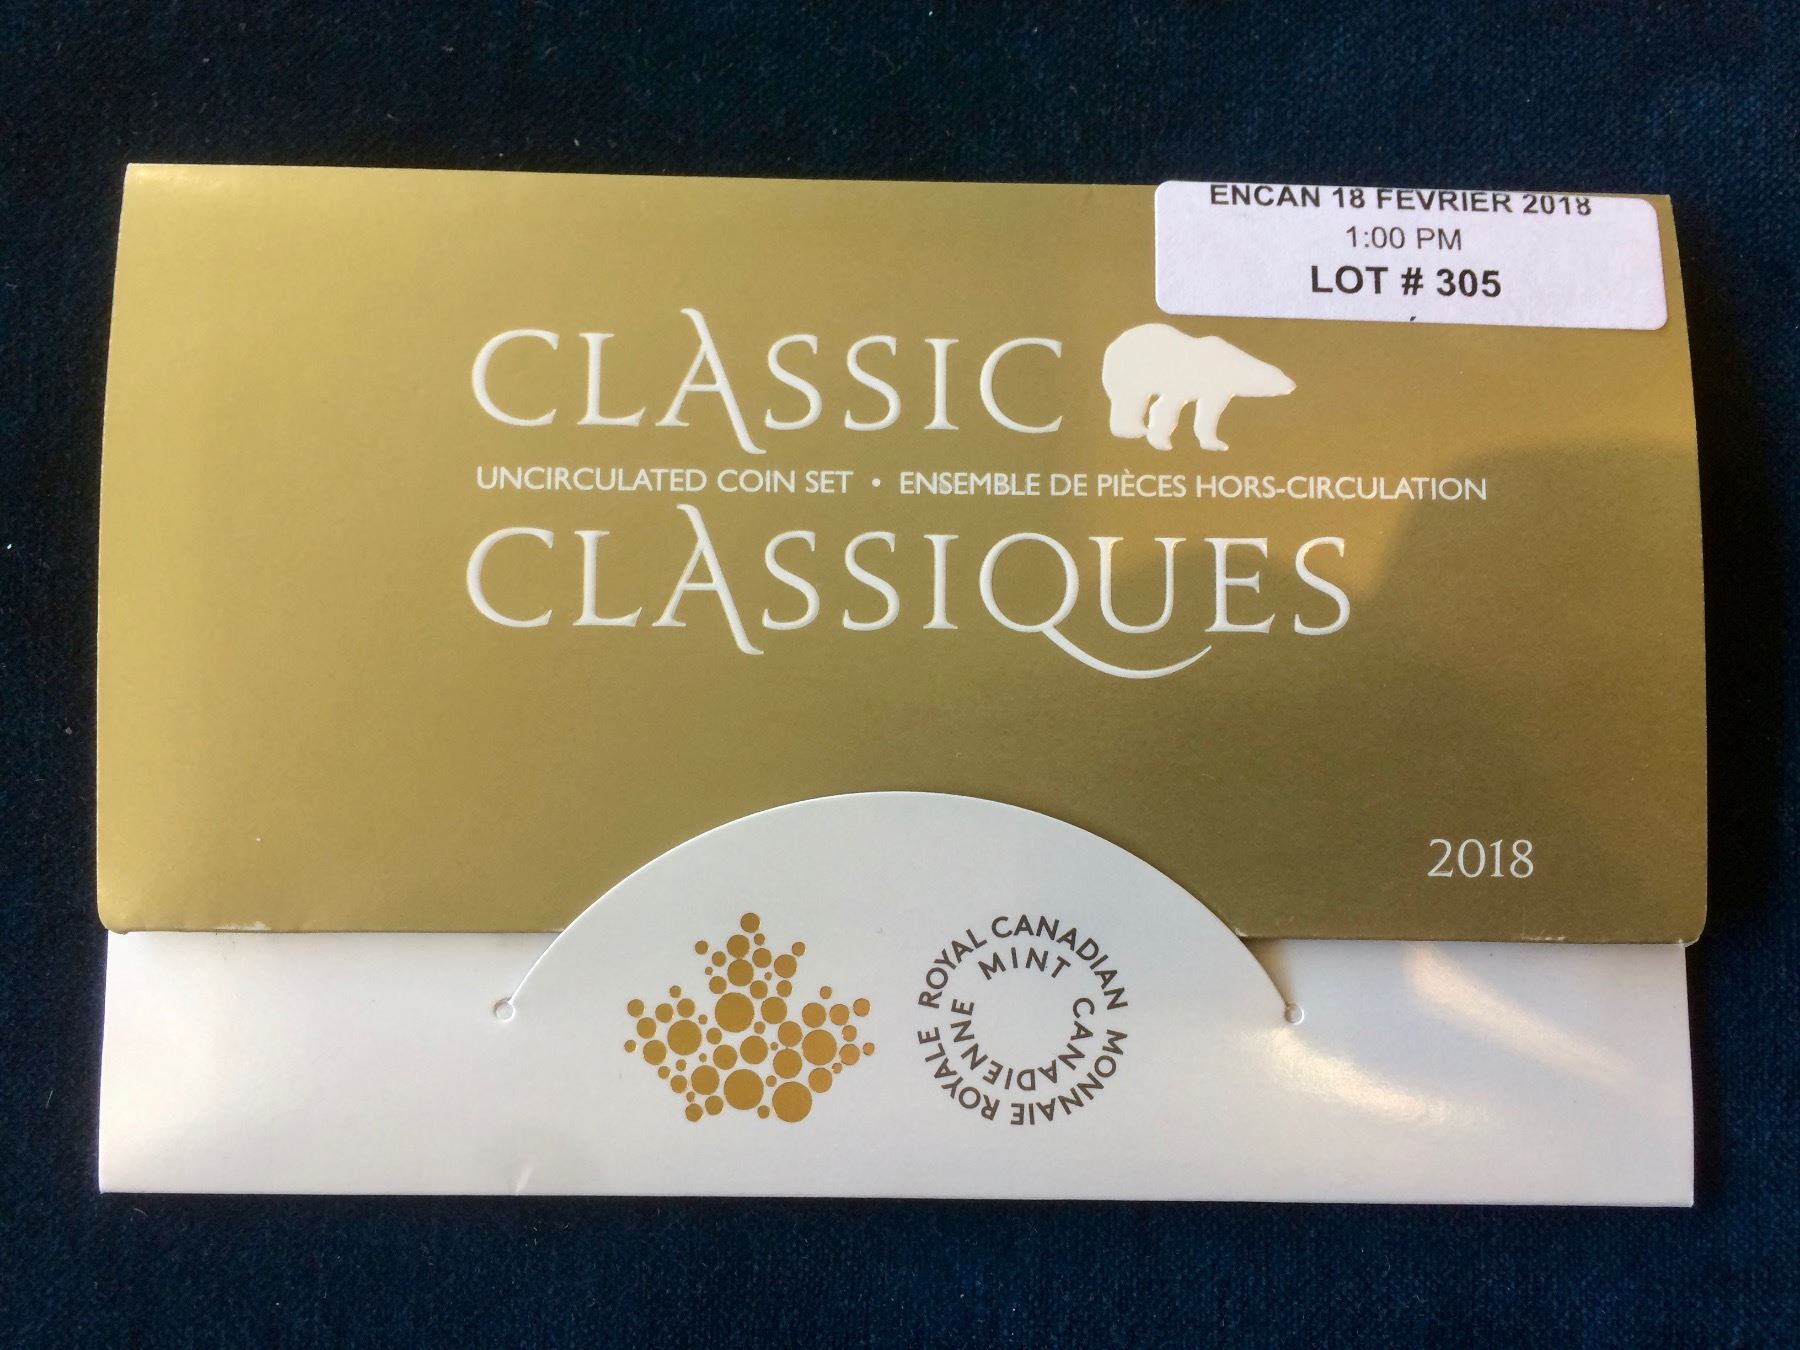 ENCAN 18 FEVRIER 2018
1:00 PM
LOT # 305
CLASSIC
UNCIRCULATED COIN SET • ENSEMBLE DE PIÈCES HORS-CIRCULATION
CLASSIQUES
2018
ROYAL CANADIAN MINT
MONNAIE ROYALE CANADIENNE